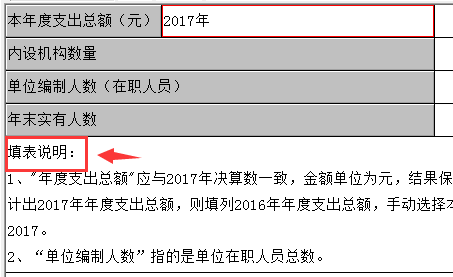 本年度支出总额（元） 2017年
内设机构数量
单位编制人数（在职人员）
年末实有人数
填表说明：
1、"年度支出总额"应与2017年决算数一致，金额单位为元，结果保
计出2017年年度支出总额，则填列2016年年度支出总额，手动选择本
2017。
2、“单位编制人数”指的是单位在职人员总数。